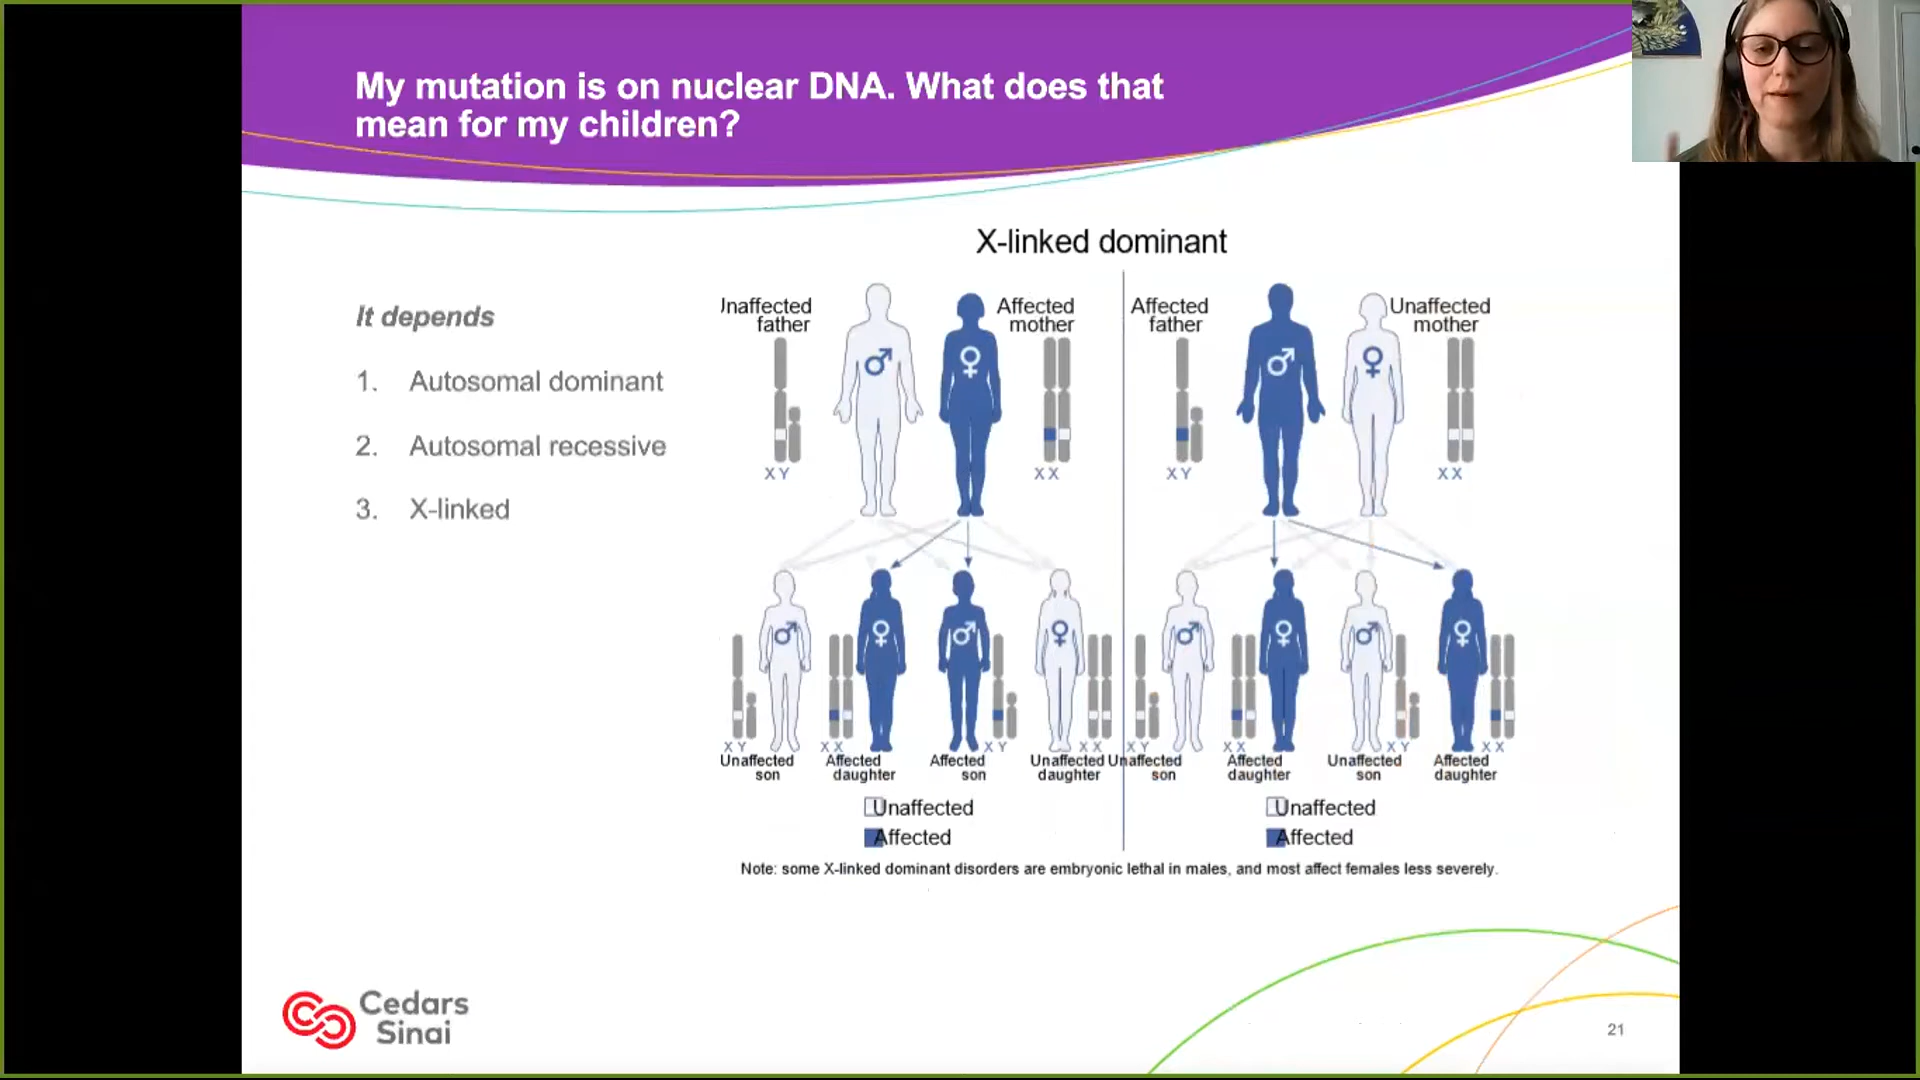 My mutation is on nuclear DNA. What does that
mean for my children?
X-linked dominant
It depends
1. Autosomal dominant
2. Autosomal recessive
3. X-linked
Unaffected
father
Affected
mother
Affected
father
Unaffected
mother
X Y
X X
X Y
X X
X Y
X X
X Y
X X
X Y
X X
X Y
X X
Unaffected
son
Affected
daughter
Affected
son
Unaffected
daughter
Unaffected
son
Affected
daughter
Unaffected
son
Affected
daughter
Unaffected
Affected
Unaffected
Affected
Note: some X-linked dominant disorders are embryonic lethal in males, and most affect females less severely.
Cedars
Sinai
21